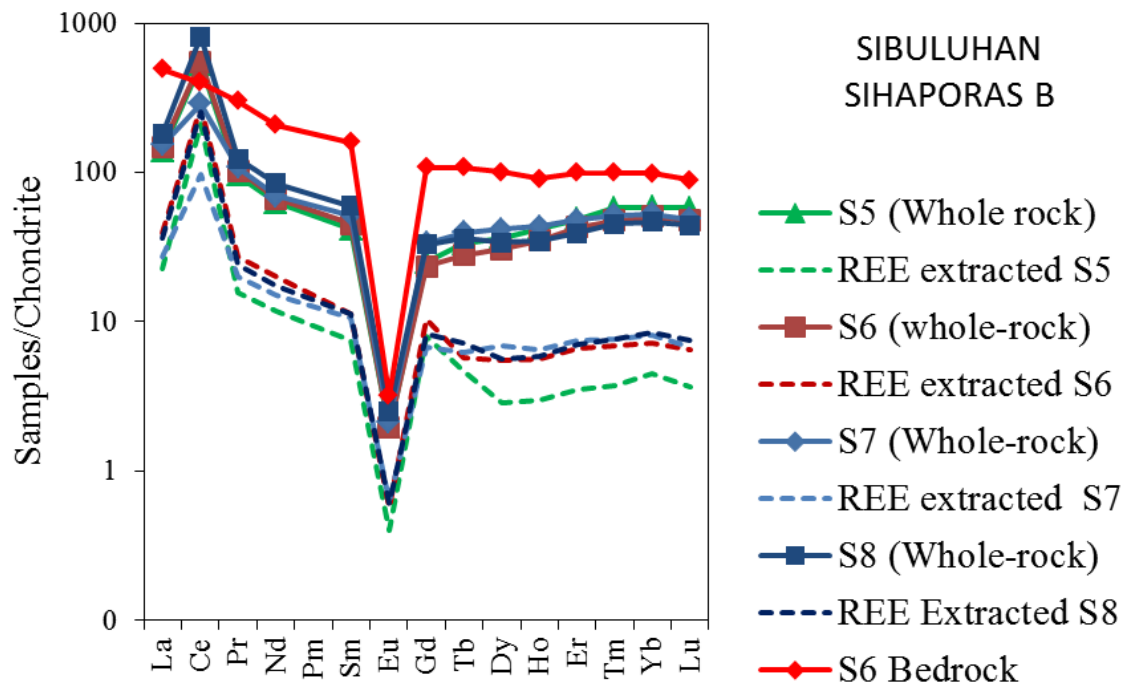 SIBULUHAN
SIHAPORAS B
Samples/Chondrite
1000
100
10
1
0
La Ce Pr Nd Pm Sm Eu Gd Tb Dy Ho Er Tm Yb Lu
S5 (Whole rock)
REE extracted S5
S6 (whole-rock)
REE extracted S6
S7 (Whole-rock)
REE extracted S7
S8 (Whole-rock)
REE Extracted S8
S6 Bedrock